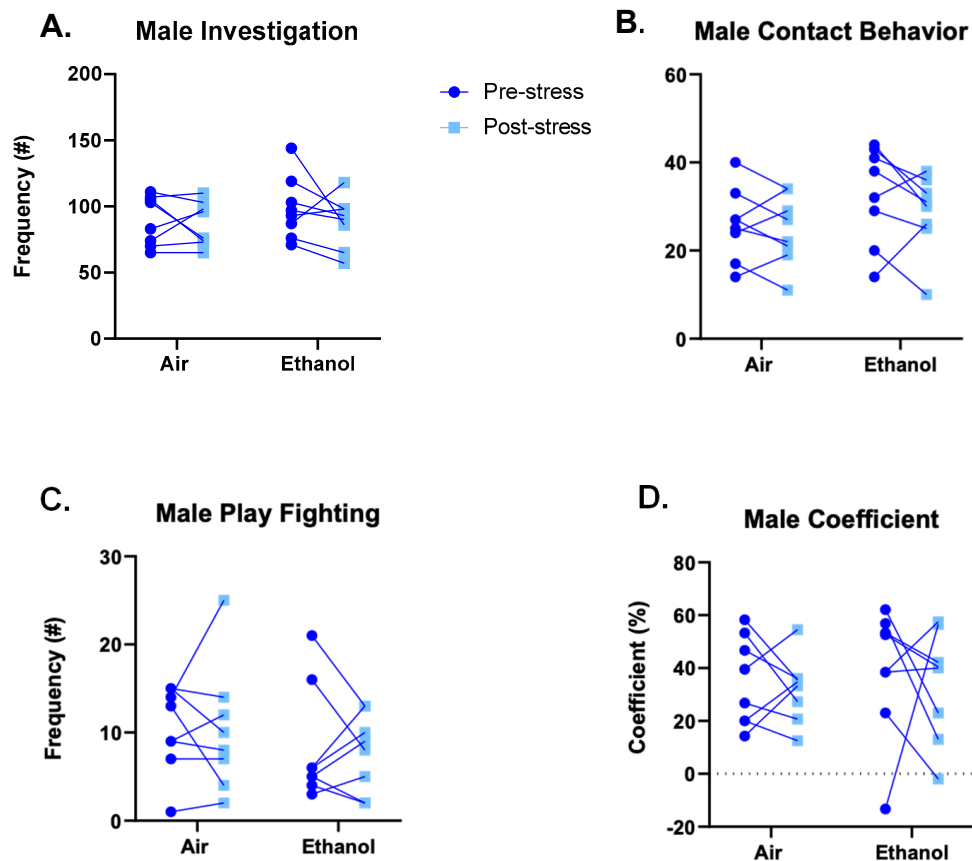 A.
Male Investigation
Frequency (#)
200
150
100
50
0
Air
Ethanol
Pre-stress
Post-stress
B.
Male Contact Behavior
60
40
20
0
Air
Ethanol
C.
Male Play Fighting
Frequency (#)
30
20
10
0
Air
Ethanol
D.
Male Coefficient
Coefficient (%)
80
60
40
20
0
-20
Air
Ethanol